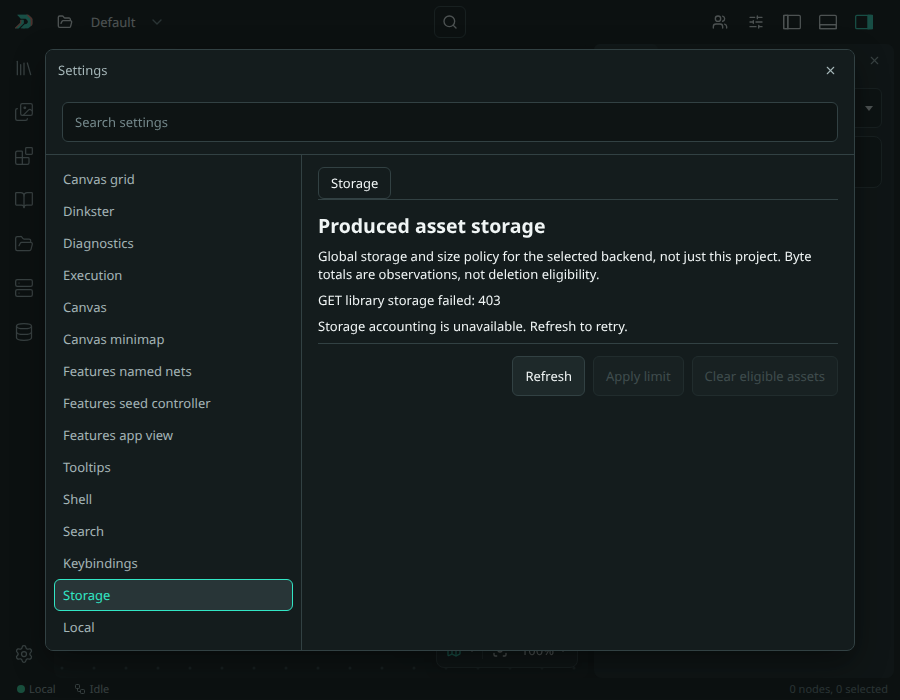 Default
Settings
Search settings
Canvas grid
Dinkster
Diagnostics
Execution
Canvas
Canvas minimap
Features named nets
Features seed controller
Features app view
Tooltips
Shell
Search
Keybindings
Storage
Local
Storage
Produced asset storage
Global storage and size policy for the selected backend, not just this project. Byte
totals are observations, not deletion eligibility.
GET library storage failed: 403
Storage accounting is unavailable. Refresh to retry.
Refresh
Apply limit
Clear eligible assets
Local
Idle
0 nodes, 0 selected